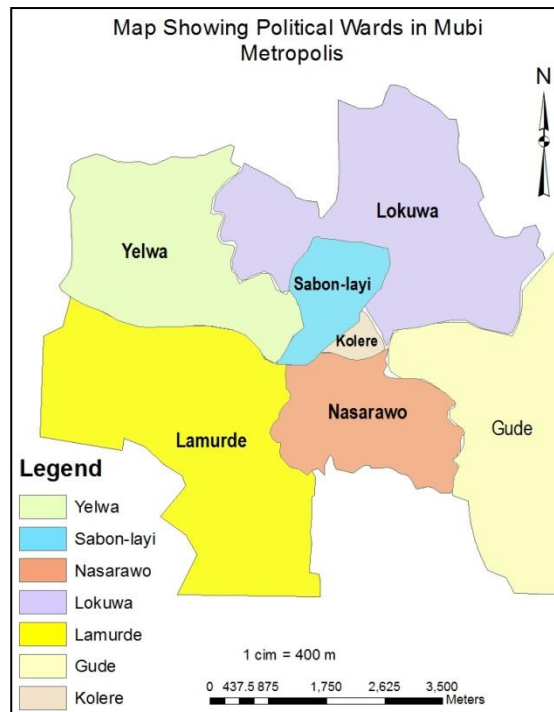 Map Showing Political Wards in Mubi
Metropolis
N
Lokuwa
Yelwa
Sabon-layi
Kolere
Nasarawo
Gude
Lamurde
Legend
Yelwa
Sabon-layi
Nasarawo
Lokuwa
Lamurde
Gude
Kolere
1 cim = 400 m
0 437.5 875 1,750 2,625 3,500
Meters